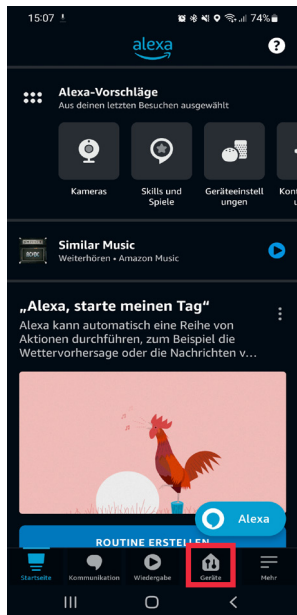 15:07
74%
alexa
?
Alexa-Vorschläge
Aus deinen letzten Besuchen ausgewählt
Kameras
Skills und
Spiele
Geräteeinstell
ungen
Kon
Similar Music
Weiterhören • Amazon Music
„Alexa, starte meinen Tag“
Alexa kann automatisch eine Reihe von
Aktionen durchführen, zum Beispiel die
Wettervorhersage oder die Nachrichten v...
Alexa
ROUTINE ERSTELLEN
Startseite
Kommunikation
Wiedergabe
Geräte
Mehr